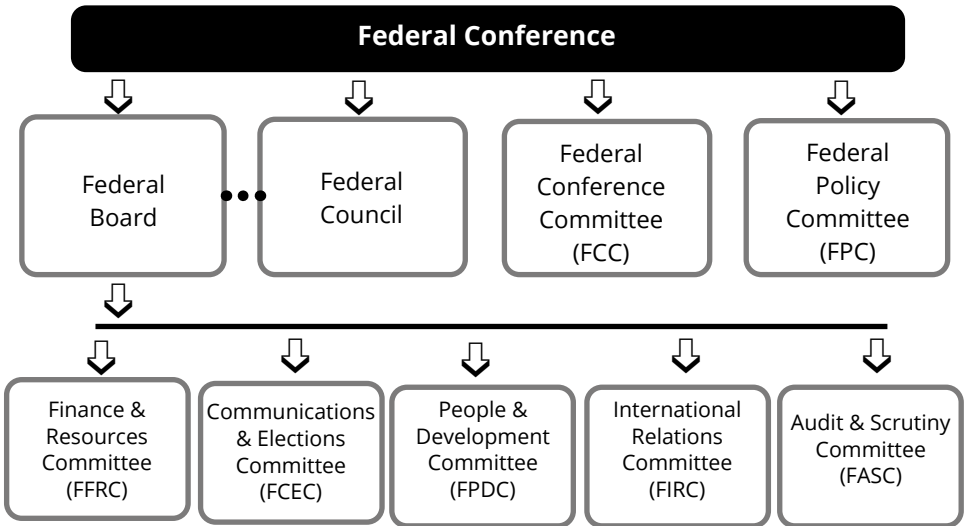 Federal Conference
Federal
Board
Federal
Council
Federal
Conference
Committee
(FCC)
Federal
Policy
Committee
(FPC)
Finance &
Resources
Committee
(FFRC)
Communications
& Elections
Committee
(FCEC)
People &
Development
Committee
(FPDC)
International
Relations
Committee
(FIRC)
Audit & Scrutiny
Committee
(FASC)